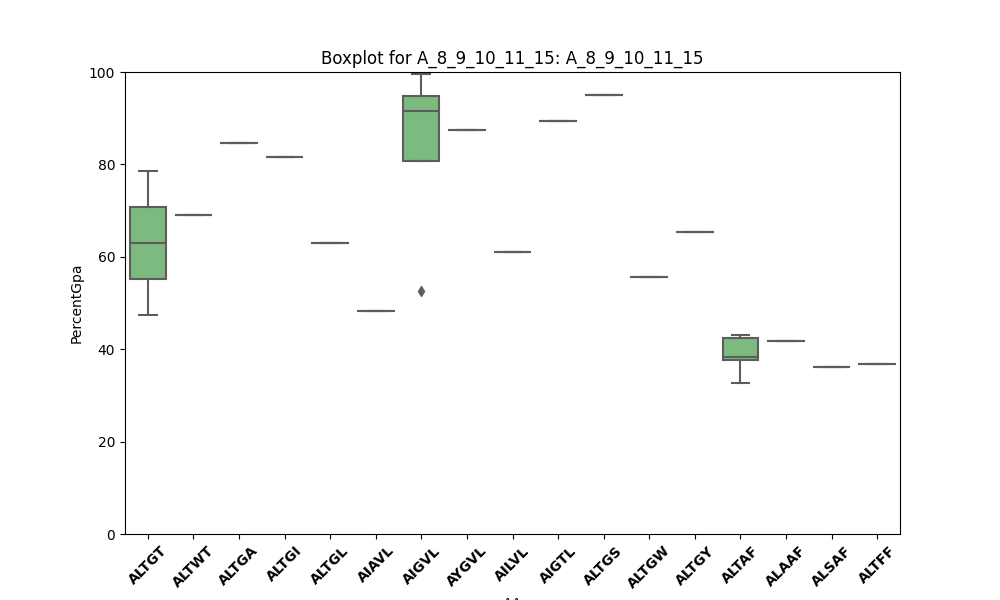 Boxplot for A_8_9_10_11_15: A_8_9_10_11_15
PercentGpa
100
80
60
40
20
0
ALTGT
ALTWT
ALTGA
ALTGI
ALTGL
AIAVL
AIGVL
AYGVL
AILVL
AIGTL
ALTGS
ALTGW
ALTGY
ALTAF
ALAAF
ALSAF
ALTFF